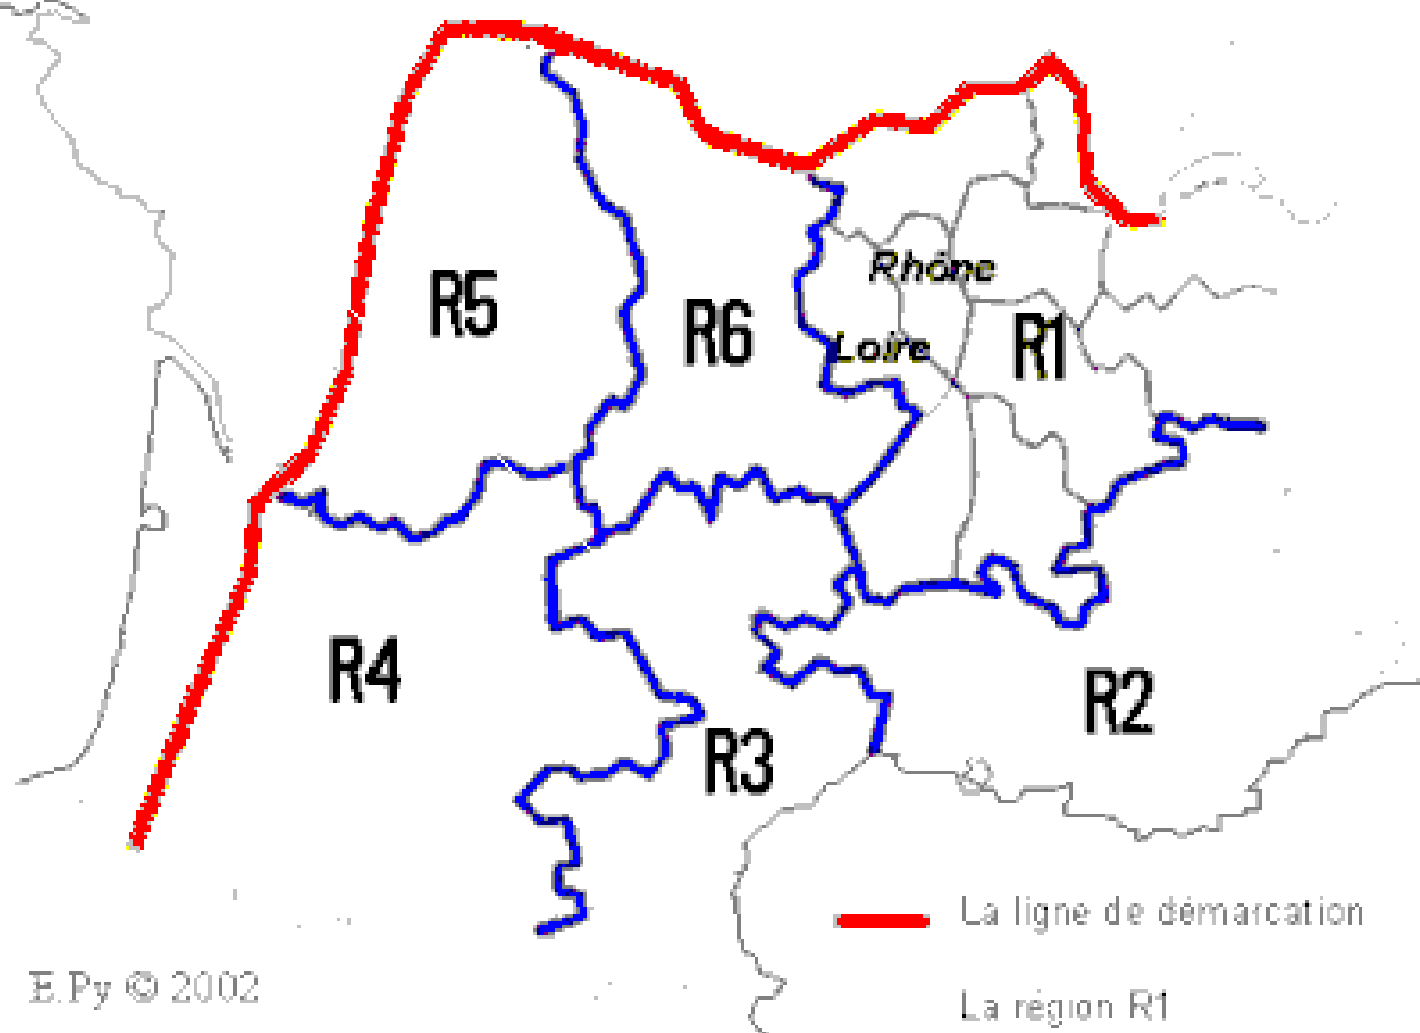 Rhône
R5
R6
R1
Loire
R4
R2
R3
La ligne de démarcation
E.Py © 2002
La région R1